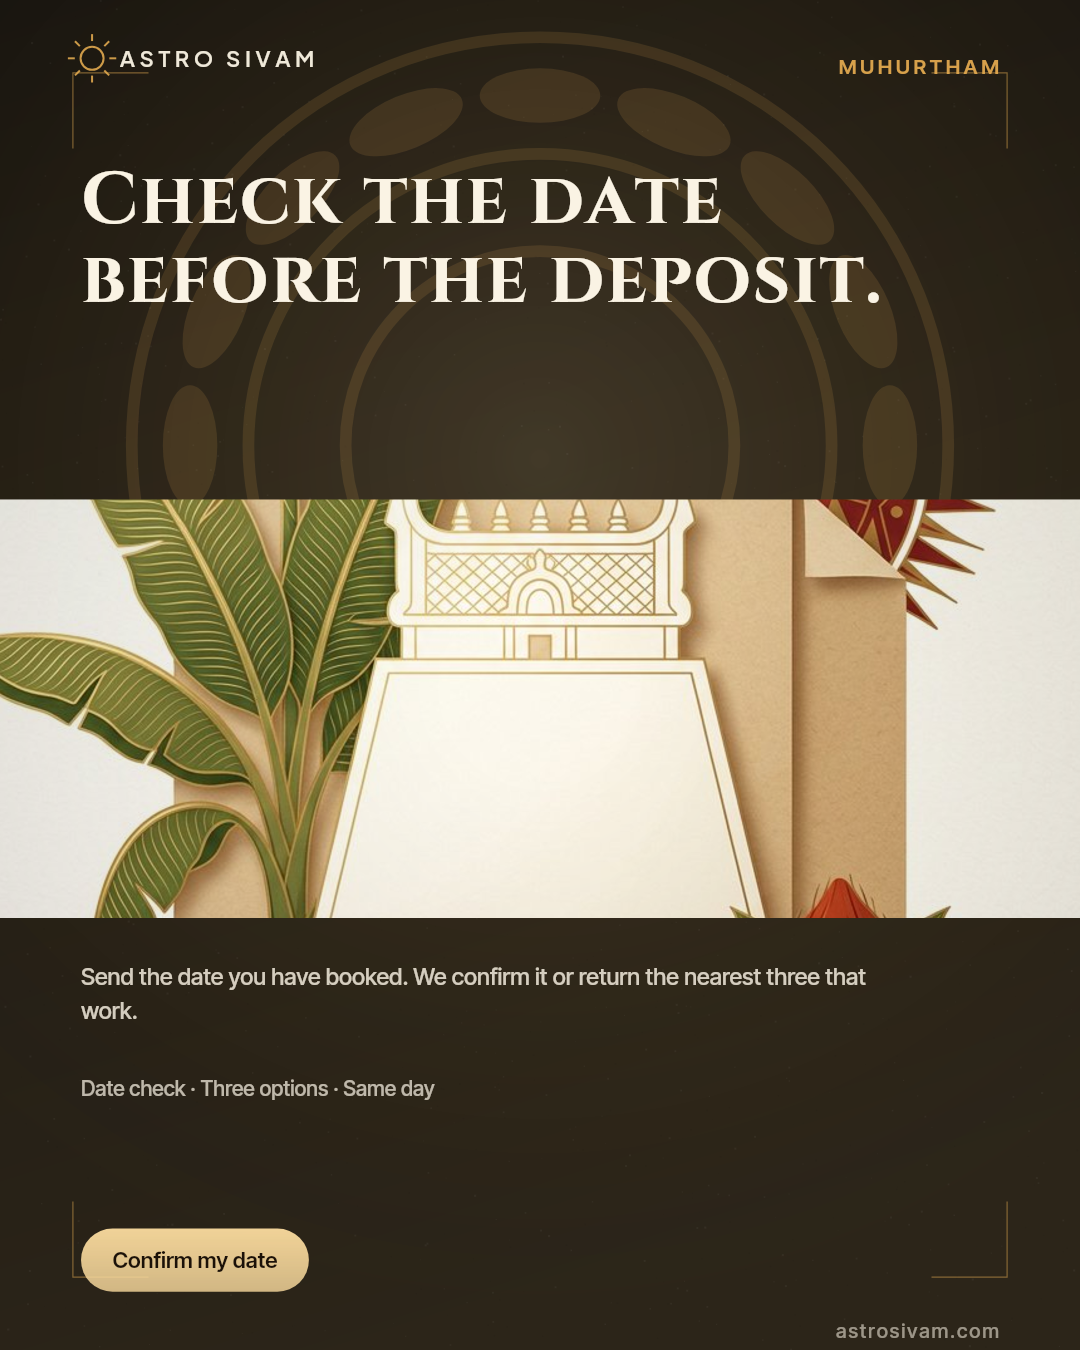 ASTRO SIVAM
MUHURTHAM
Check the date
before the deposit.
Send the date you have booked. We confirm it or return the nearest three that
work.
Date check · Three options · Same day
Confirm my date
astrosivam.com